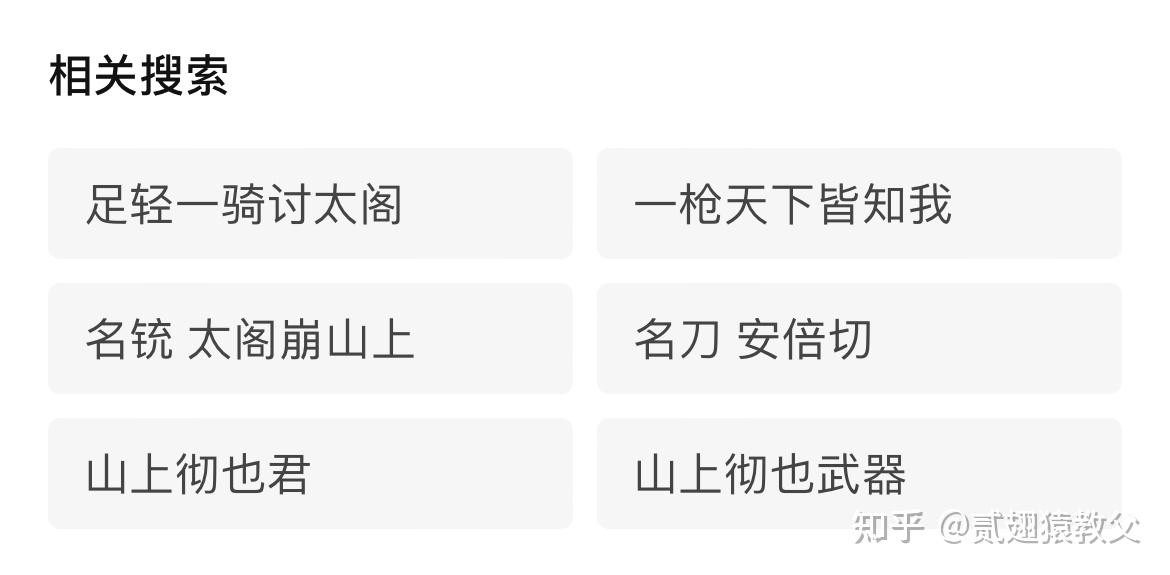 相关搜索
足轻一骑讨太阁
一枪天下皆知我
名铳 太阁崩山上
名刀 安倍切
山上彻也君
山上彻也武器
知乎 @贰翅猿教父